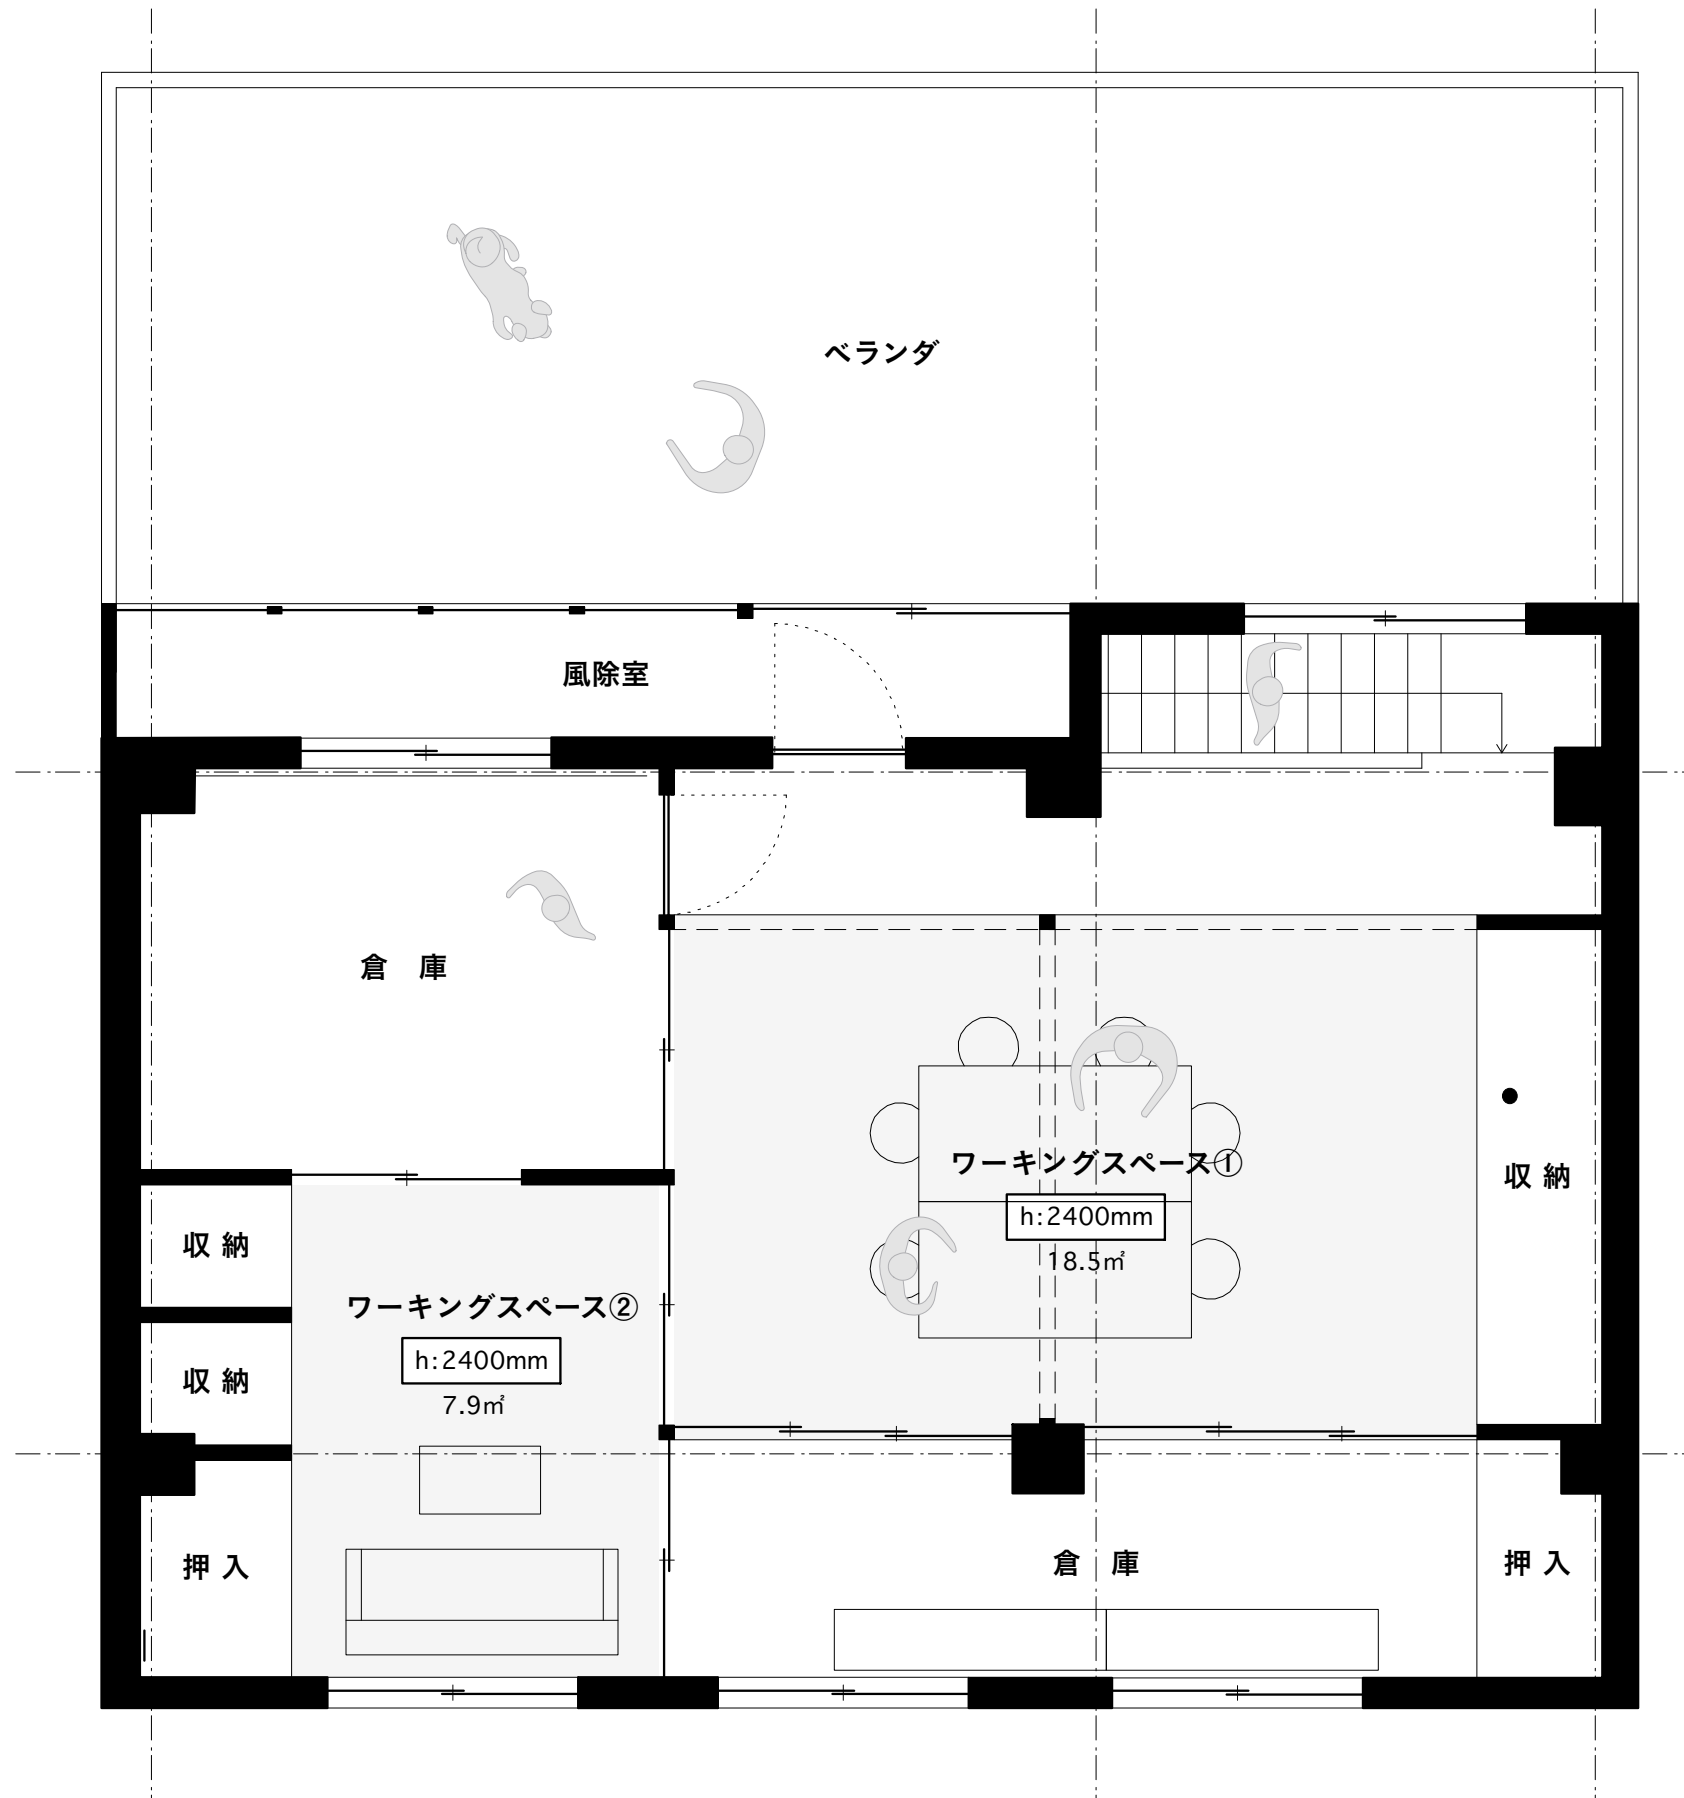 ベランダ
風除室
倉　庫
ワーキングスペース①
h:2400mm
18.5㎡
収 納
収 納
ワーキングスペース②
h:2400mm
7.9㎡
収 納
押 入
倉　庫
押 入